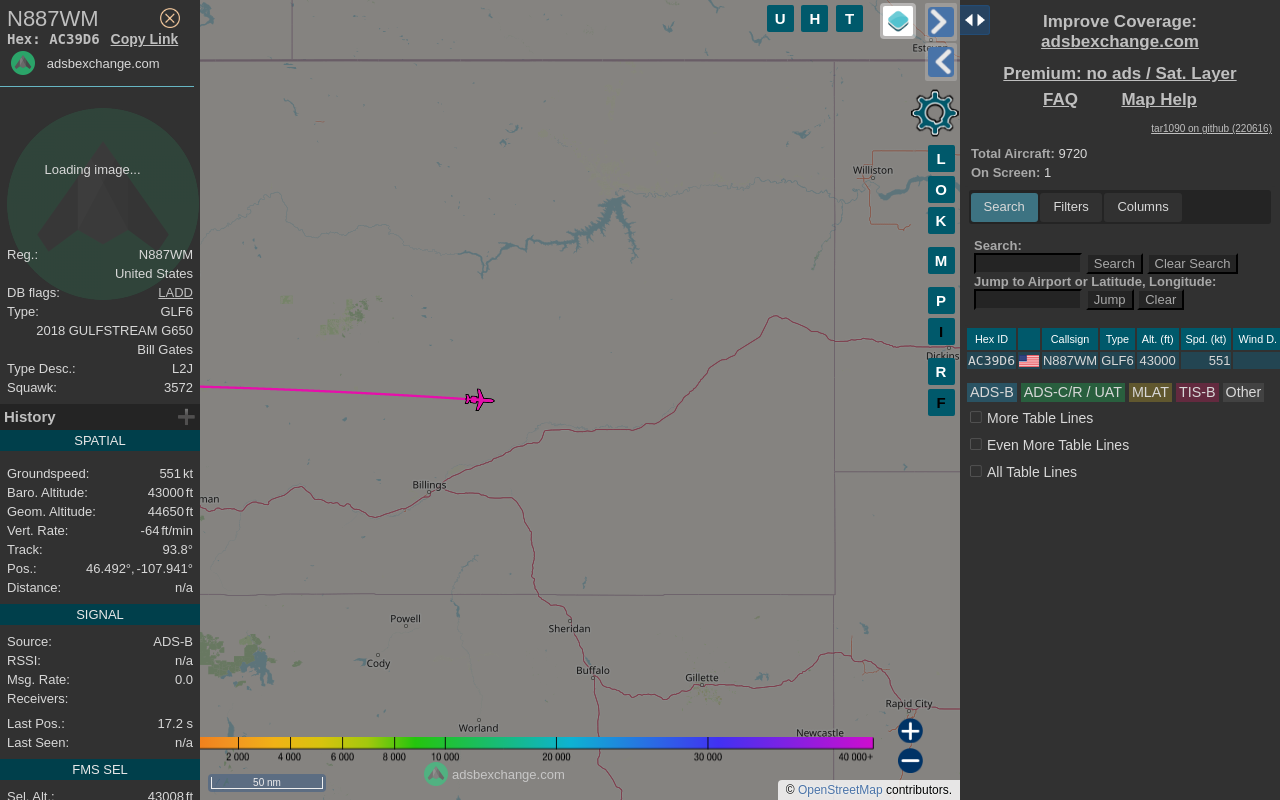 N887WM
Hex: AC39D6 Copy Link
adsbexchange.com
Loading image...
Reg.: N887WM
United States
DB flags: LADD
Type: GLF6
2018 GULFSTREAM G650
Bill Gates
Type Desc.: L2J
Squawk: 3572
History
SPATIAL
Groundspeed: 551 kt
Baro. Altitude: 43000 ft
Geom. Altitude: 44650 ft
Vert. Rate: -64 ft/min
Track: 93.8°
Pos.: 46.492°, -107.941°
Distance: n/a
SIGNAL
Source: ADS-B
RSSI: n/a
Msg. Rate: 0.0
Receivers:
Last Pos.: 17.2 s
Last Seen: n/a
FMS SEL
Sel. Alt.: 43008 ft
U H T
L
O
K
M
P
I
R
F
Williston
Billings
man
Powell
Cody
Sheridan
Buffalo
Gillette
Worland
Rapid City
Newcastle
2 000 4 000 6 000 8 000 10 000 20 000 30 000 40 000+
adsbexchange.com
50 nm
© OpenStreetMap contributors.
Improve Coverage:
adsbexchange.com
Premium: no ads / Sat. Layer
FAQ Map Help
tar1090 on github (220616)
Total Aircraft: 9720
On Screen: 1
Search Filters Columns
Search:
Search Clear Search
Jump to Airport or Latitude, Longitude:
Jump Clear
Hex ID Callsign Type Alt. (ft) Spd. (kt) Wind D.
AC39D6 N887WM GLF6 43000 551
ADS-B ADS-C/R / UAT MLAT TIS-B Other
More Table Lines
Even More Table Lines
All Table Lines